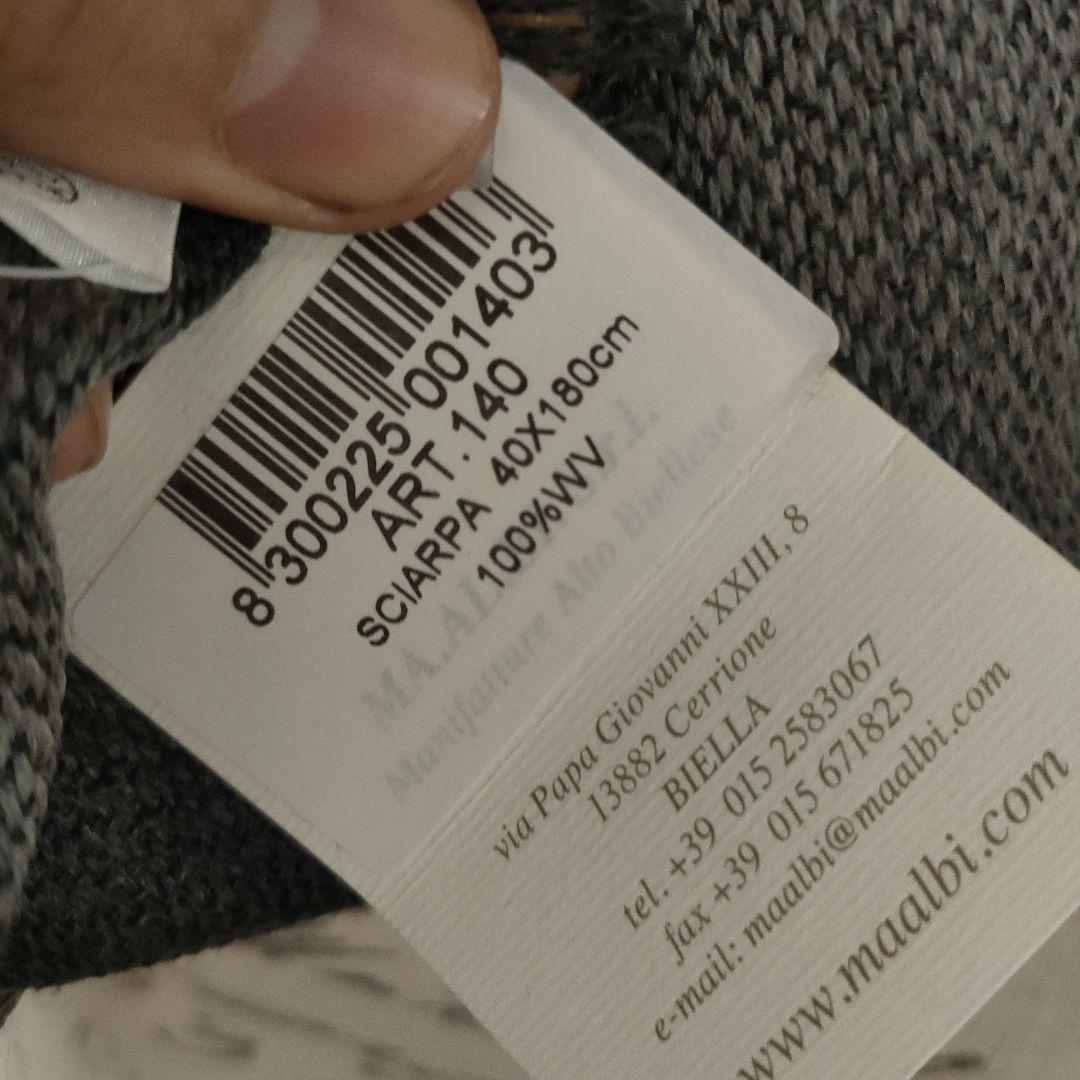 8 300225 001403
ART.140
SCIARPA 40X180cm
100%WV
Manifatture Alto Biellese
via Papa Giovanni XXIII, 8
13882 Cerrione
BIELLA
tel. +39 015 2583067
fax +39 015 671825
e-mail: maalbi@maalbi.com
www.maalbi.com